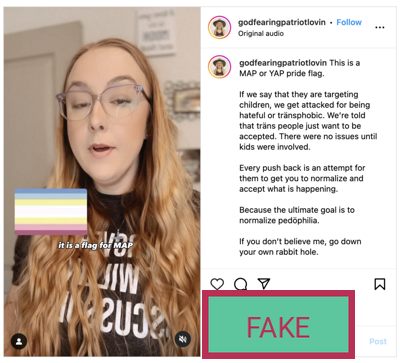 godfearingpatriotlovin • Follow
Original audio
godfearingpatriotlovin This is a
MAP or YAP pride flag.
If we say that they are targeting
children, we get attacked for being
hateful or tränsphobic. We're told
that träns people just want to be
accepted. There were no issues until
kids were involved.
Every push back is an attempt for
them to get you to normalize and
accept what is happening.
Because the ultimate goal is to
normalize pedöphilia.
If you don't believe me, go down
your own rabbit hole.
it is a flag for MAP
FAKE
Post